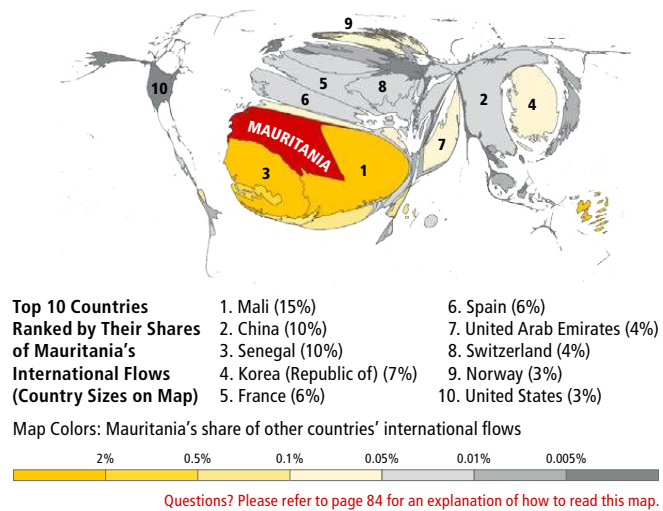 9
10
5
8
6
2
4
MAURITANIA
7
3
1
Top 10 Countries
Ranked by Their Shares
of Mauritania's
International Flows
(Country Sizes on Map)
1. Mali (15%)
2. China (10%)
3. Senegal (10%)
4. Korea (Republic of) (7%)
5. France (6%)
6. Spain (6%)
7. United Arab Emirates (4%)
8. Switzerland (4%)
9. Norway (3%)
10. United States (3%)
Map Colors: Mauritania's share of other countries' international flows
2% 0.5% 0.1% 0.05% 0.01% 0.005%
Questions? Please refer to page 84 for an explanation of how to read this map.